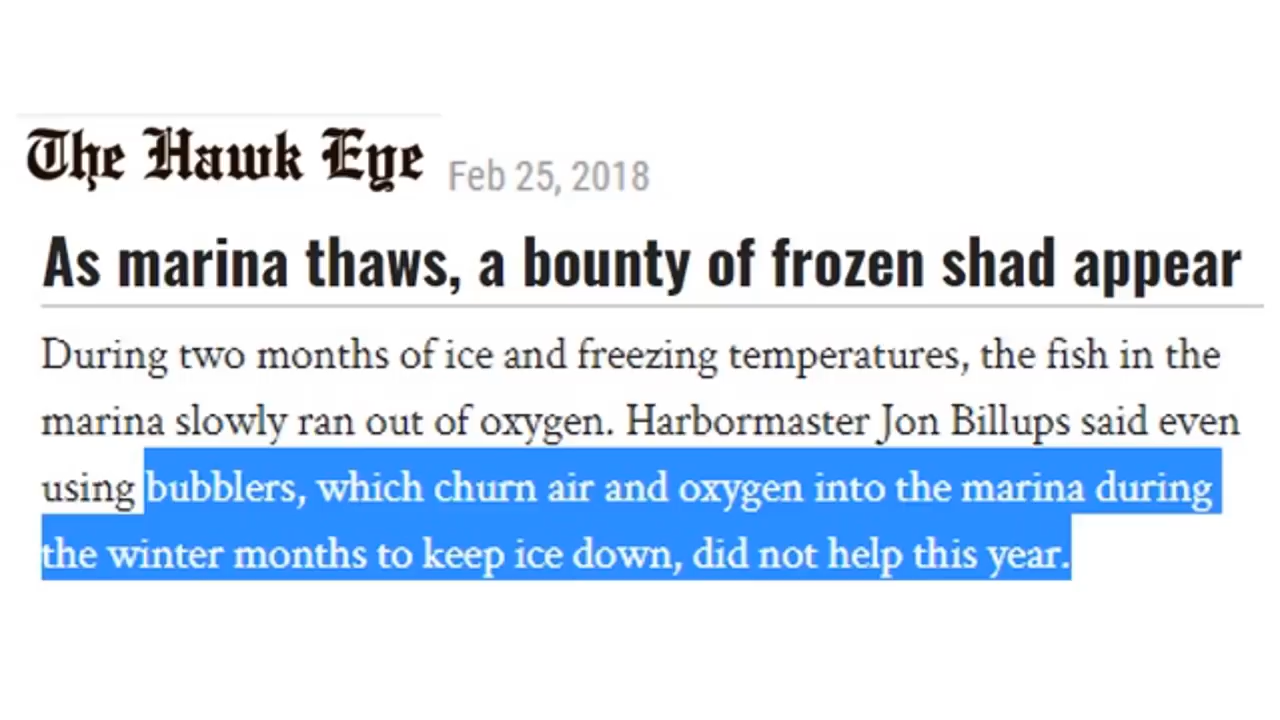 The Hawk Eye Feb 25, 2018
As marina thaws, a bounty of frozen shad appear
During two months of ice and freezing temperatures, the fish in the
marina slowly ran out of oxygen. Harbormaster Jon Billups said even
using bubblers, which churn air and oxygen into the marina during
the winter months to keep ice down, did not help this year.